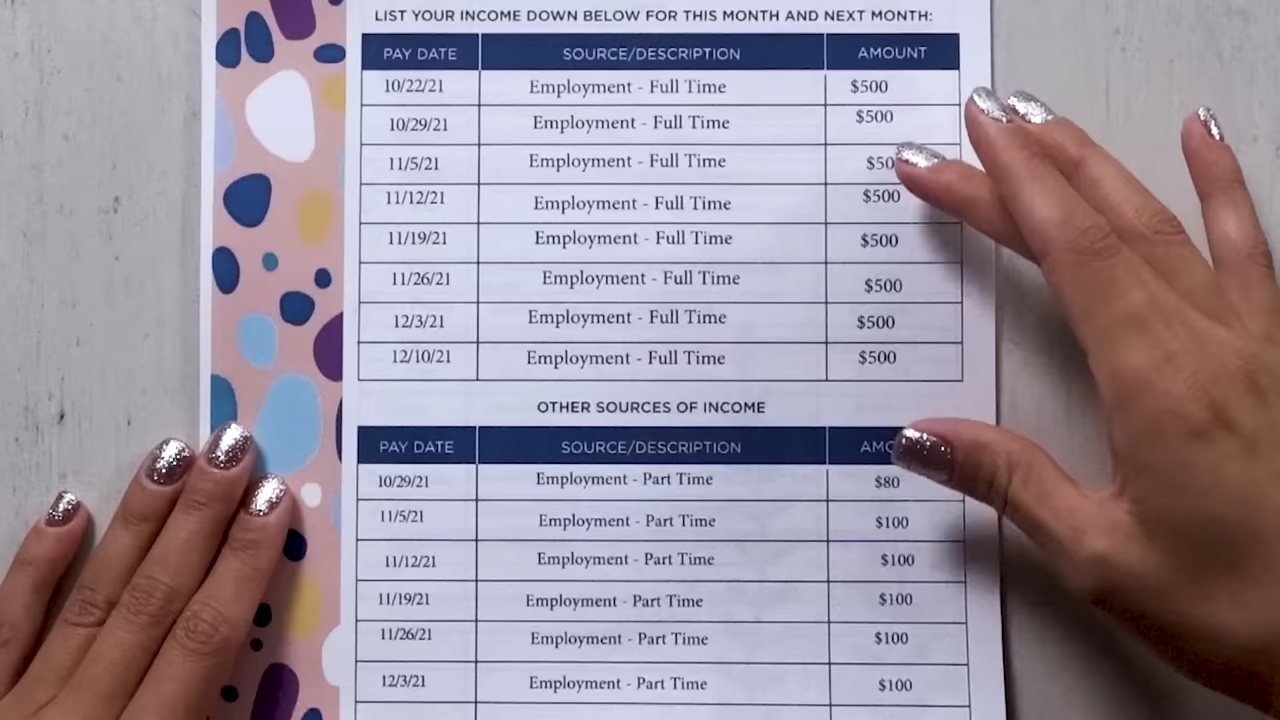 LIST YOUR INCOME DOWN BELOW FOR THIS MONTH AND NEXT MONTH:
PAY DATE SOURCE/DESCRIPTION AMOUNT
10/22/21 Employment - Full Time $500
10/29/21 Employment - Full Time $500
11/5/21 Employment - Full Time
11/12/21 Employment - Full Time $500
11/19/21 Employment - Full Time $500
11/26/21 Employment - Full Time $500
12/3/21 Employment - Full Time $500
12/10/21 Employment - Full Time $500
OTHER SOURCES OF INCOME
PAY DATE SOURCE/DESCRIPTION
10/29/21 Employment - Part Time $80
11/5/21 Employment - Part Time $100
11/12/21 Employment - Part Time $100
11/19/21 Employment - Part Time $100
11/26/21 Employment - Part Time $100
12/3/21 Employment - Part Time $100